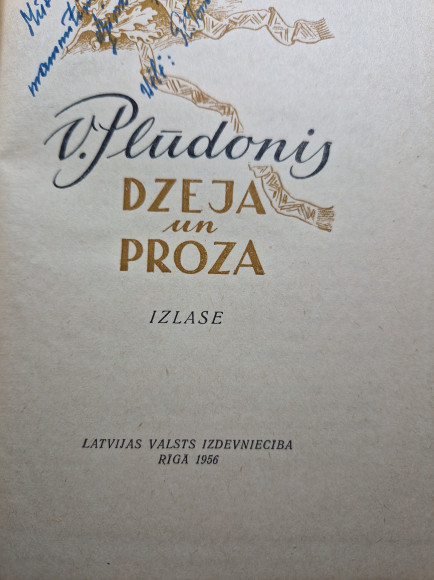 V. Plūdonis
DZEJA
un
PROZA
IZLASE
LATVIJAS VALSTS IZDEVNIECIBA
RĪGĀ 1956